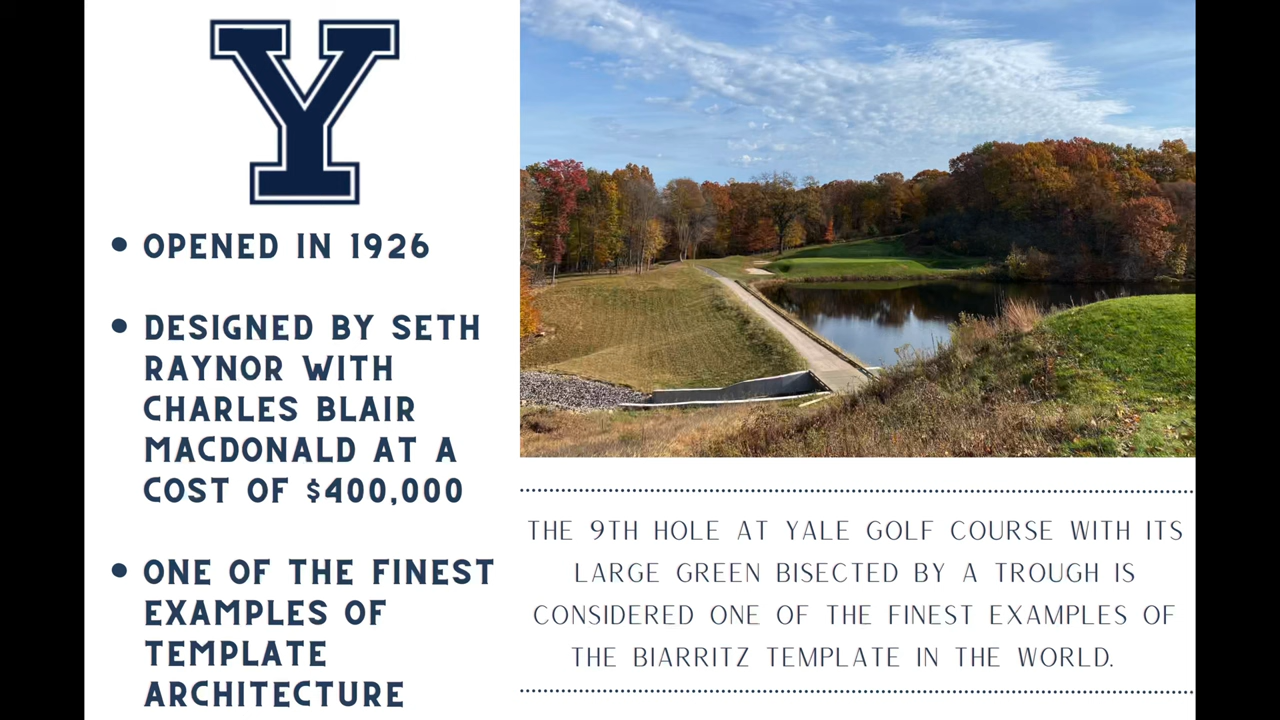 Y
OPENED IN 1926
DESIGNED BY SETH
RAYNOR WITH
CHARLES BLAIR
MACDONALD AT A
COST OF $400,000
ONE OF THE FINEST
EXAMPLES OF
TEMPLATE
ARCHITECTURE
THE 9TH HOLE AT YALE GOLF COURSE WITH ITS
LARGE GREEN BISECTED BY A TROUGH IS
CONSIDERED ONE OF THE FINEST EXAMPLES OF
THE BIARRITZ TEMPLATE IN THE WORLD.